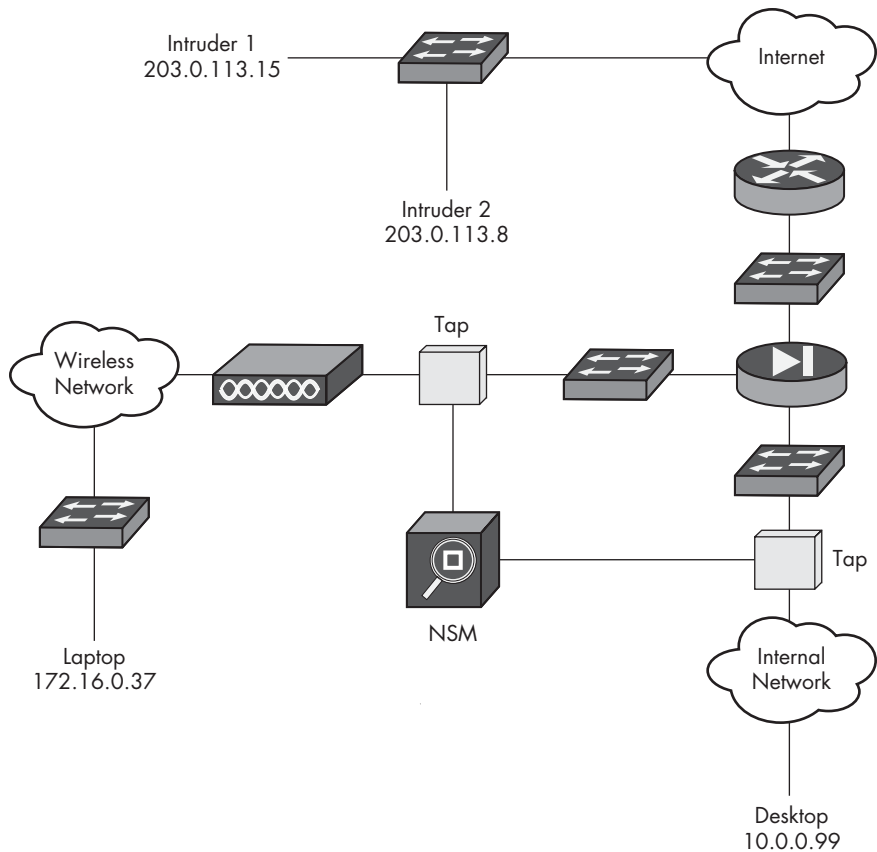 Intruder 1
203.0.113.15
Internet
Intruder 2
203.0.113.8
Tap
Wireless
Network
NSM
Tap
Laptop
172.16.0.37
Internal
Network
Desktop
10.0.0.99